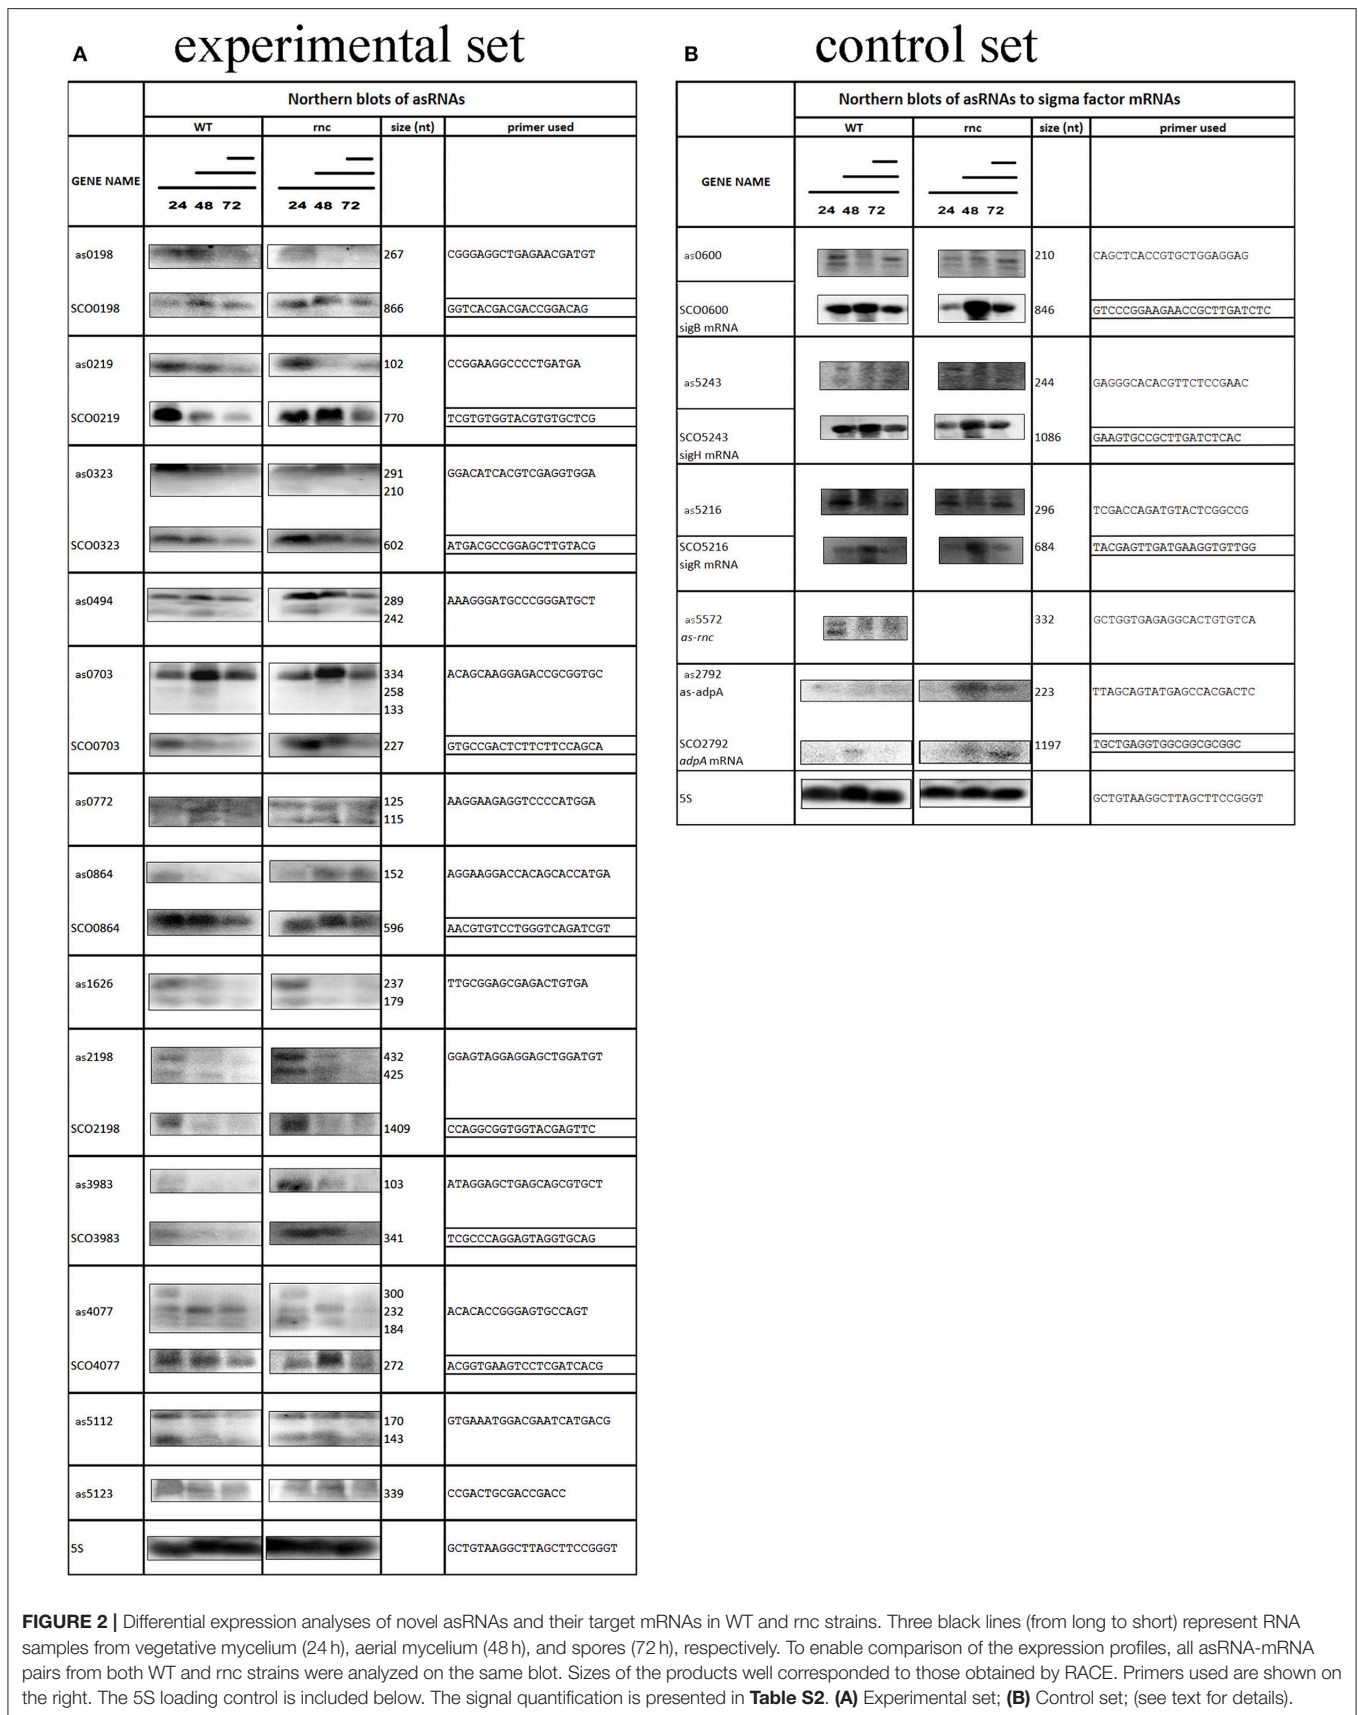 A experimental set
Northern blots of asRNAs
WT rnc size (nt) primer used
GENE NAME
24 48 72 24 48 72
as0198 267 CGGGAGGCTGAGAACGATGT
SCO0198 866 GGTCACGACGACCGGACAG
as0219 102 CCGGAAGGCCCCTGATGA
SCO0219 770 TCGTGTGGTACGTGTGCTCG
as0323 291 GGACATCACGTCGAGGTGGA
210
SCO0323 602 ATGACGCCGGAGCTTGTACG
as0494 289 AAAGGGATGCCCGGGATGCT
242
as0703 334 ACAGCAAGGAGACCGCGGTGC
258
133
SCO0703 227 GTGCCGACTCTTCTTCCAGCA
as0772 125 AAGGAAGAGGTCCCCATGGA
115
as0864 152 AGGAAGGACCACAGCACCATGA
SCO0864 596 AACGTGTCCTGGGTCAGATCGT
as1626 237 TTGCGGAGCGAGACTGTGA
179
as2198 432 GGAGTAGGAGGAGCTGGATGT
425
SCO2198 1409 CCAGGCGGTGGTACGAGTTC
as3983 103 ATAGGAGCTGAGCAGCGTGCT
SCO3983 341 TCGCCCAGGAGTAGGTGCAG
300
as4077 232 ACACACCGGGAGTGCCAGT
184
SCO4077 272 ACGGTGAAGTCCTCGATCACG
as5112 170 GTGAAATGGACGAATCATGACG
143
as5123 339 CCGACTGCGACCGACC
5S GCTGTAAGGCTTAGCTTCCGGGT
B control set
Northern blots of asRNAs to sigma factor mRNAs
WT rnc size (nt) primer used
GENE NAME
24 48 72 24 48 72
as0600 210 CAGCTCACCGTGCTGGAGGAG
SCO0600 846 GTCCCGGAAGAACCGCTTGATCTC
sigB mRNA
as5243 244 GAGGGCACACGTTCTCCGAAC
SCO5243 1086 GAAGTGCCGCTTGATCTCAC
sigH mRNA
as5216 296 TCGACCAGATGTACTCGGCCG
SCO5216 684 TACGAGTTGATGAAGGTGTTGG
sigR mRNA
as5572 332 GCTGGTGAGAGGCACTGTGTCA
as-rnc
as2792
as-adpA 223 TTAGCAGTATGAGCCACGACTC
SCO2792 1197 TGCTGAGGTGGCGGCGCGGC
adpA mRNA
5S GCTGTAAGGCTTAGCTTCCGGGT
FIGURE 2 | Differential expression analyses of novel asRNAs and their target mRNAs in WT and rnc strains. Three black lines (from long to short) represent RNA
samples from vegetative mycelium (24 h), aerial mycelium (48 h), and spores (72 h), respectively. To enable comparison of the expression profiles, all asRNA-mRNA
pairs from both WT and rnc strains were analyzed on the same blot. Sizes of the products well corresponded to those obtained by RACE. Primers used are shown on
the right. The 5S loading control is included below. The signal quantification is presented in Table S2. (A) Experimental set; (B) Control set; (see text for details).